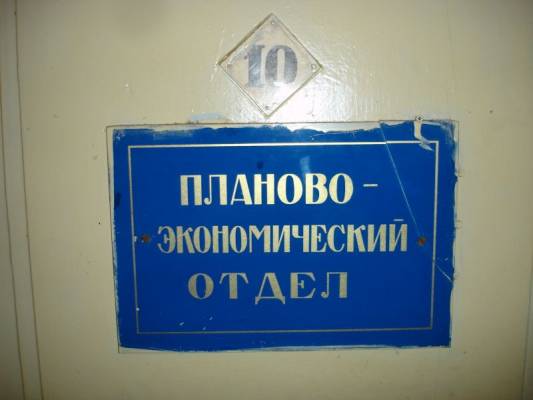 10
ПЛАНОВО-
ЭКОНОМИЧЕСКИЙ
ОТДЕЛ